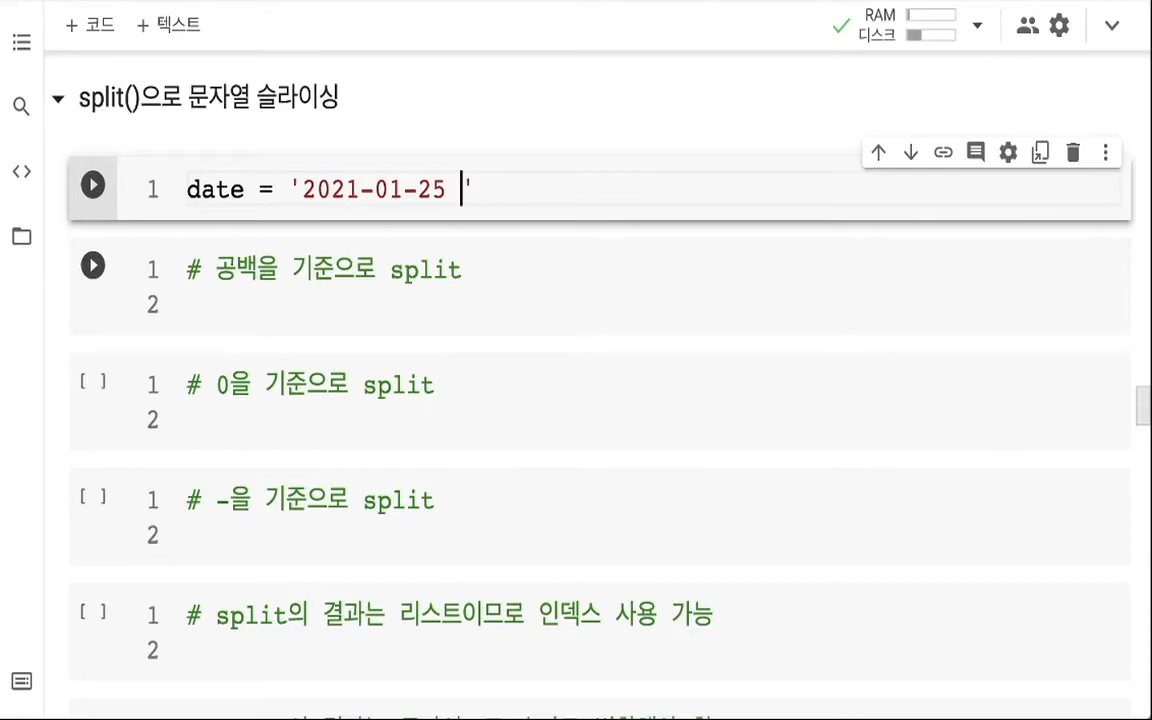 + 코드 + 텍스트
RAM
디스크
split()으로 문자열 슬라이싱
1 date = '2021-01-25 '
1 # 공백을 기준으로 split
2
[ ] 1 # 0을 기준으로 split
2
[ ] 1 # -을 기준으로 split
2
[ ] 1 # split의 결과는 리스트이므로 인덱스 사용 가능
2